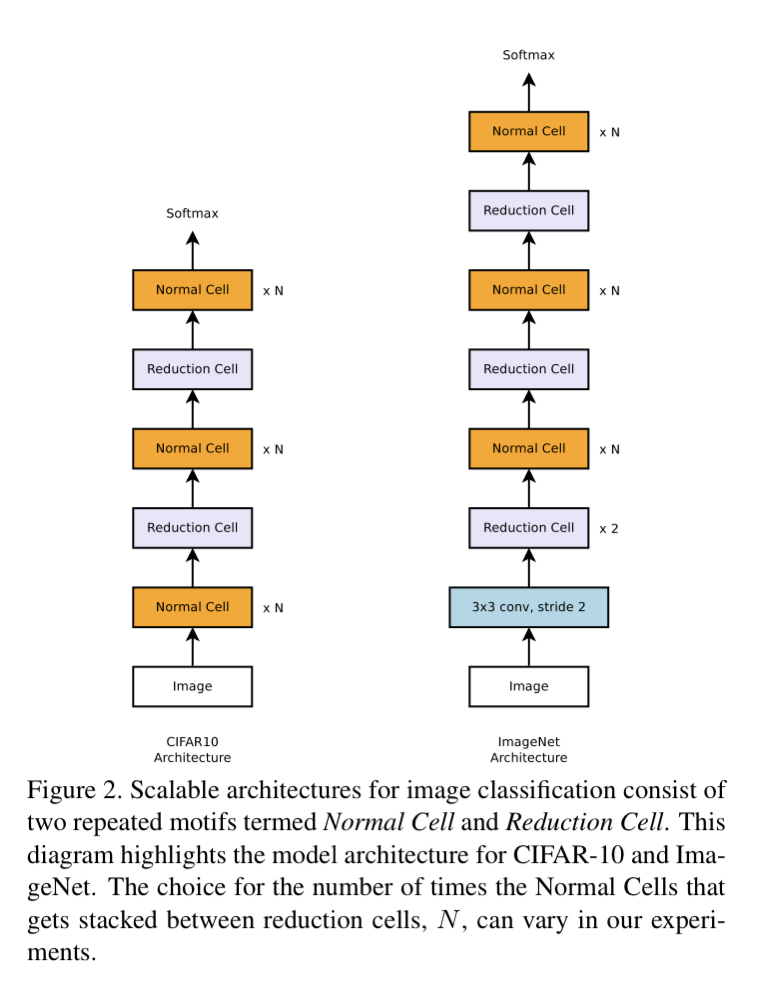 Softmax
Normal Cell
x N
Reduction Cell
Normal Cell
x N
Reduction Cell
Normal Cell
x N
Image
CIFAR10
Architecture
Softmax
Normal Cell
x N
Reduction Cell
Normal Cell
x N
Reduction Cell
Normal Cell
x N
Reduction Cell
x 2
3x3 conv, stride 2
Image
ImageNet
Architecture
Figure 2. Scalable architectures for image classification consist of
two repeated motifs termed Normal Cell and Reduction Cell. This
diagram highlights the model architecture for CIFAR-10 and Ima-
geNet. The choice for the number of times the Normal Cells that
gets stacked between reduction cells, N, can vary in our experi-
ments.